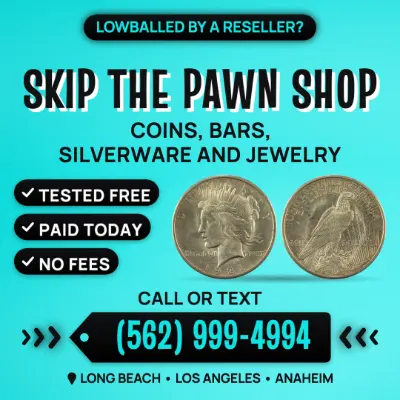 LOWBALLED BY A RESELLER?
SKIP THE PAWN SHOP
COINS, BARS,
SILVERWARE AND JEWELRY
TESTED FREE
PAID TODAY
NO FEES
CALL OR TEXT
(562) 999-4994
LONG BEACH • LOS ANGELES • ANAHEIM